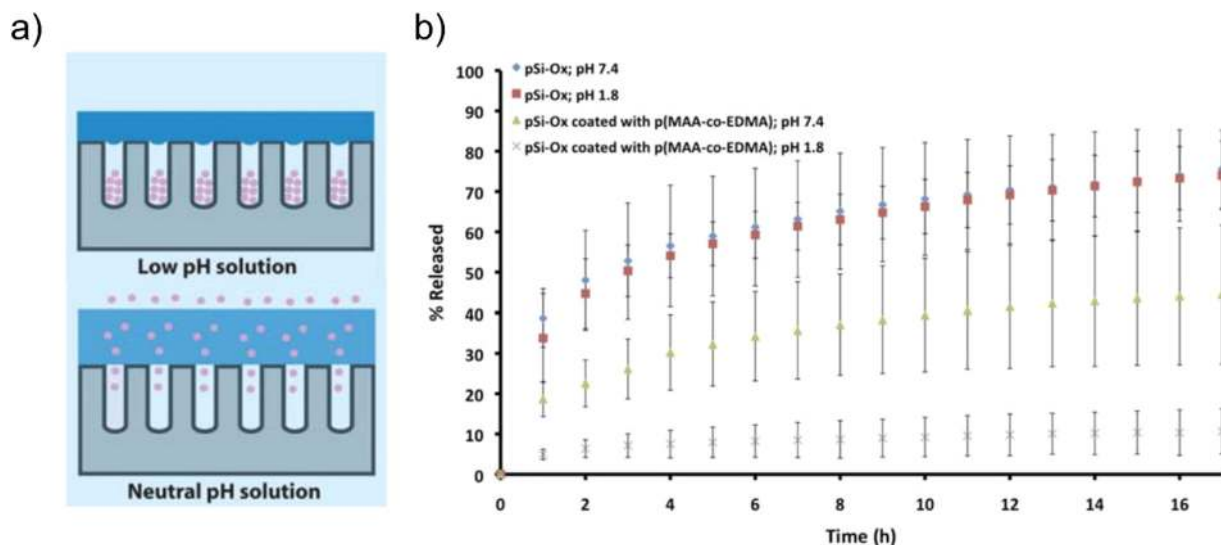 a)
Low pH solution
Neutral pH solution
b)
pSi-Ox; pH 7.4
pSi-Ox; pH 1.8
pSi-Ox coated with p(MAA-co-EDMA); pH 7.4
pSi-Ox coated with p(MAA-co-EDMA); pH 1.8
% Released
100
90
80
70
60
50
40
30
20
10
0
0 2 4 6 8 10 12 14 16
Time (h)